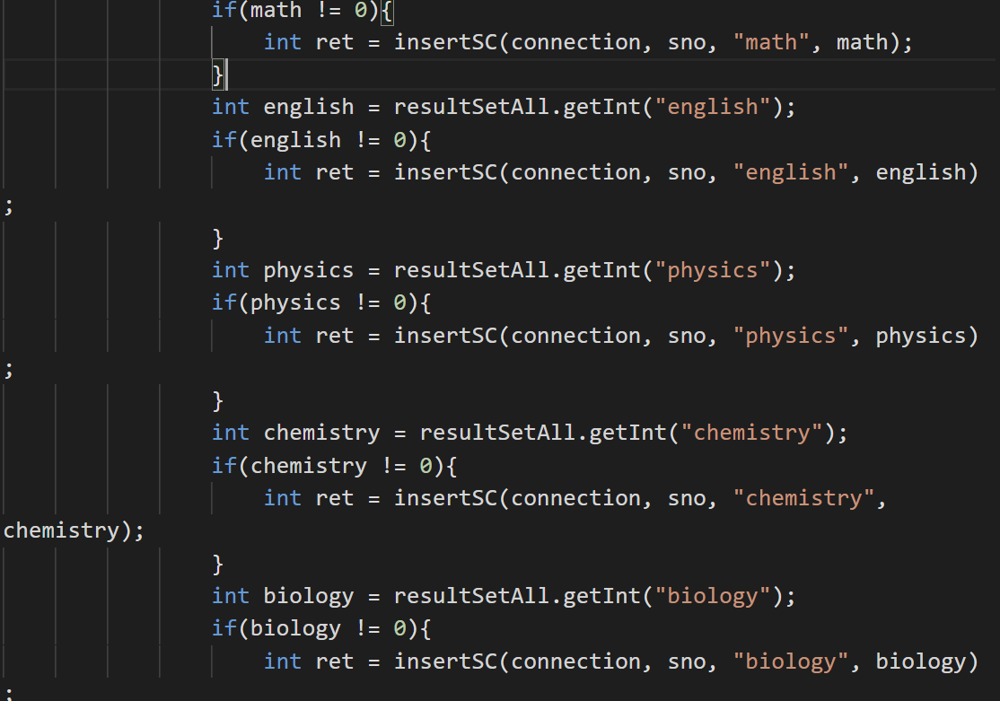 if(math != 0){
int ret = insertSC(connection, sno, "math", math);
}
int english = resultSetAll.getInt("english");
if(english != 0){
int ret = insertSC(connection, sno, "english", english)
;
}
int physics = resultSetAll.getInt("physics");
if(physics != 0){
int ret = insertSC(connection, sno, "physics", physics)
;
}
int chemistry = resultSetAll.getInt("chemistry");
if(chemistry != 0){
int ret = insertSC(connection, sno, "chemistry",
chemistry);
}
int biology = resultSetAll.getInt("biology");
if(biology != 0){
int ret = insertSC(connection, sno, "biology", biology)
;